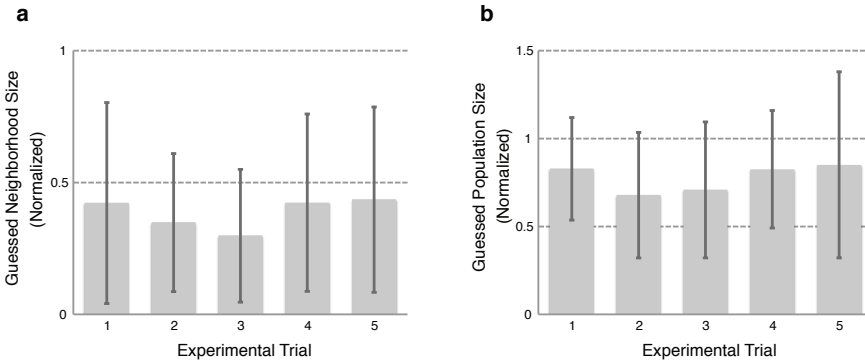 a
Guessed Neighborhood Size
(Normalized)
1
0.5
0
1 2 3 4 5
Experimental Trial
b
Guessed Population Size
(Normalized)
1.5
1
0.5
0
1 2 3 4 5
Experimental Trial